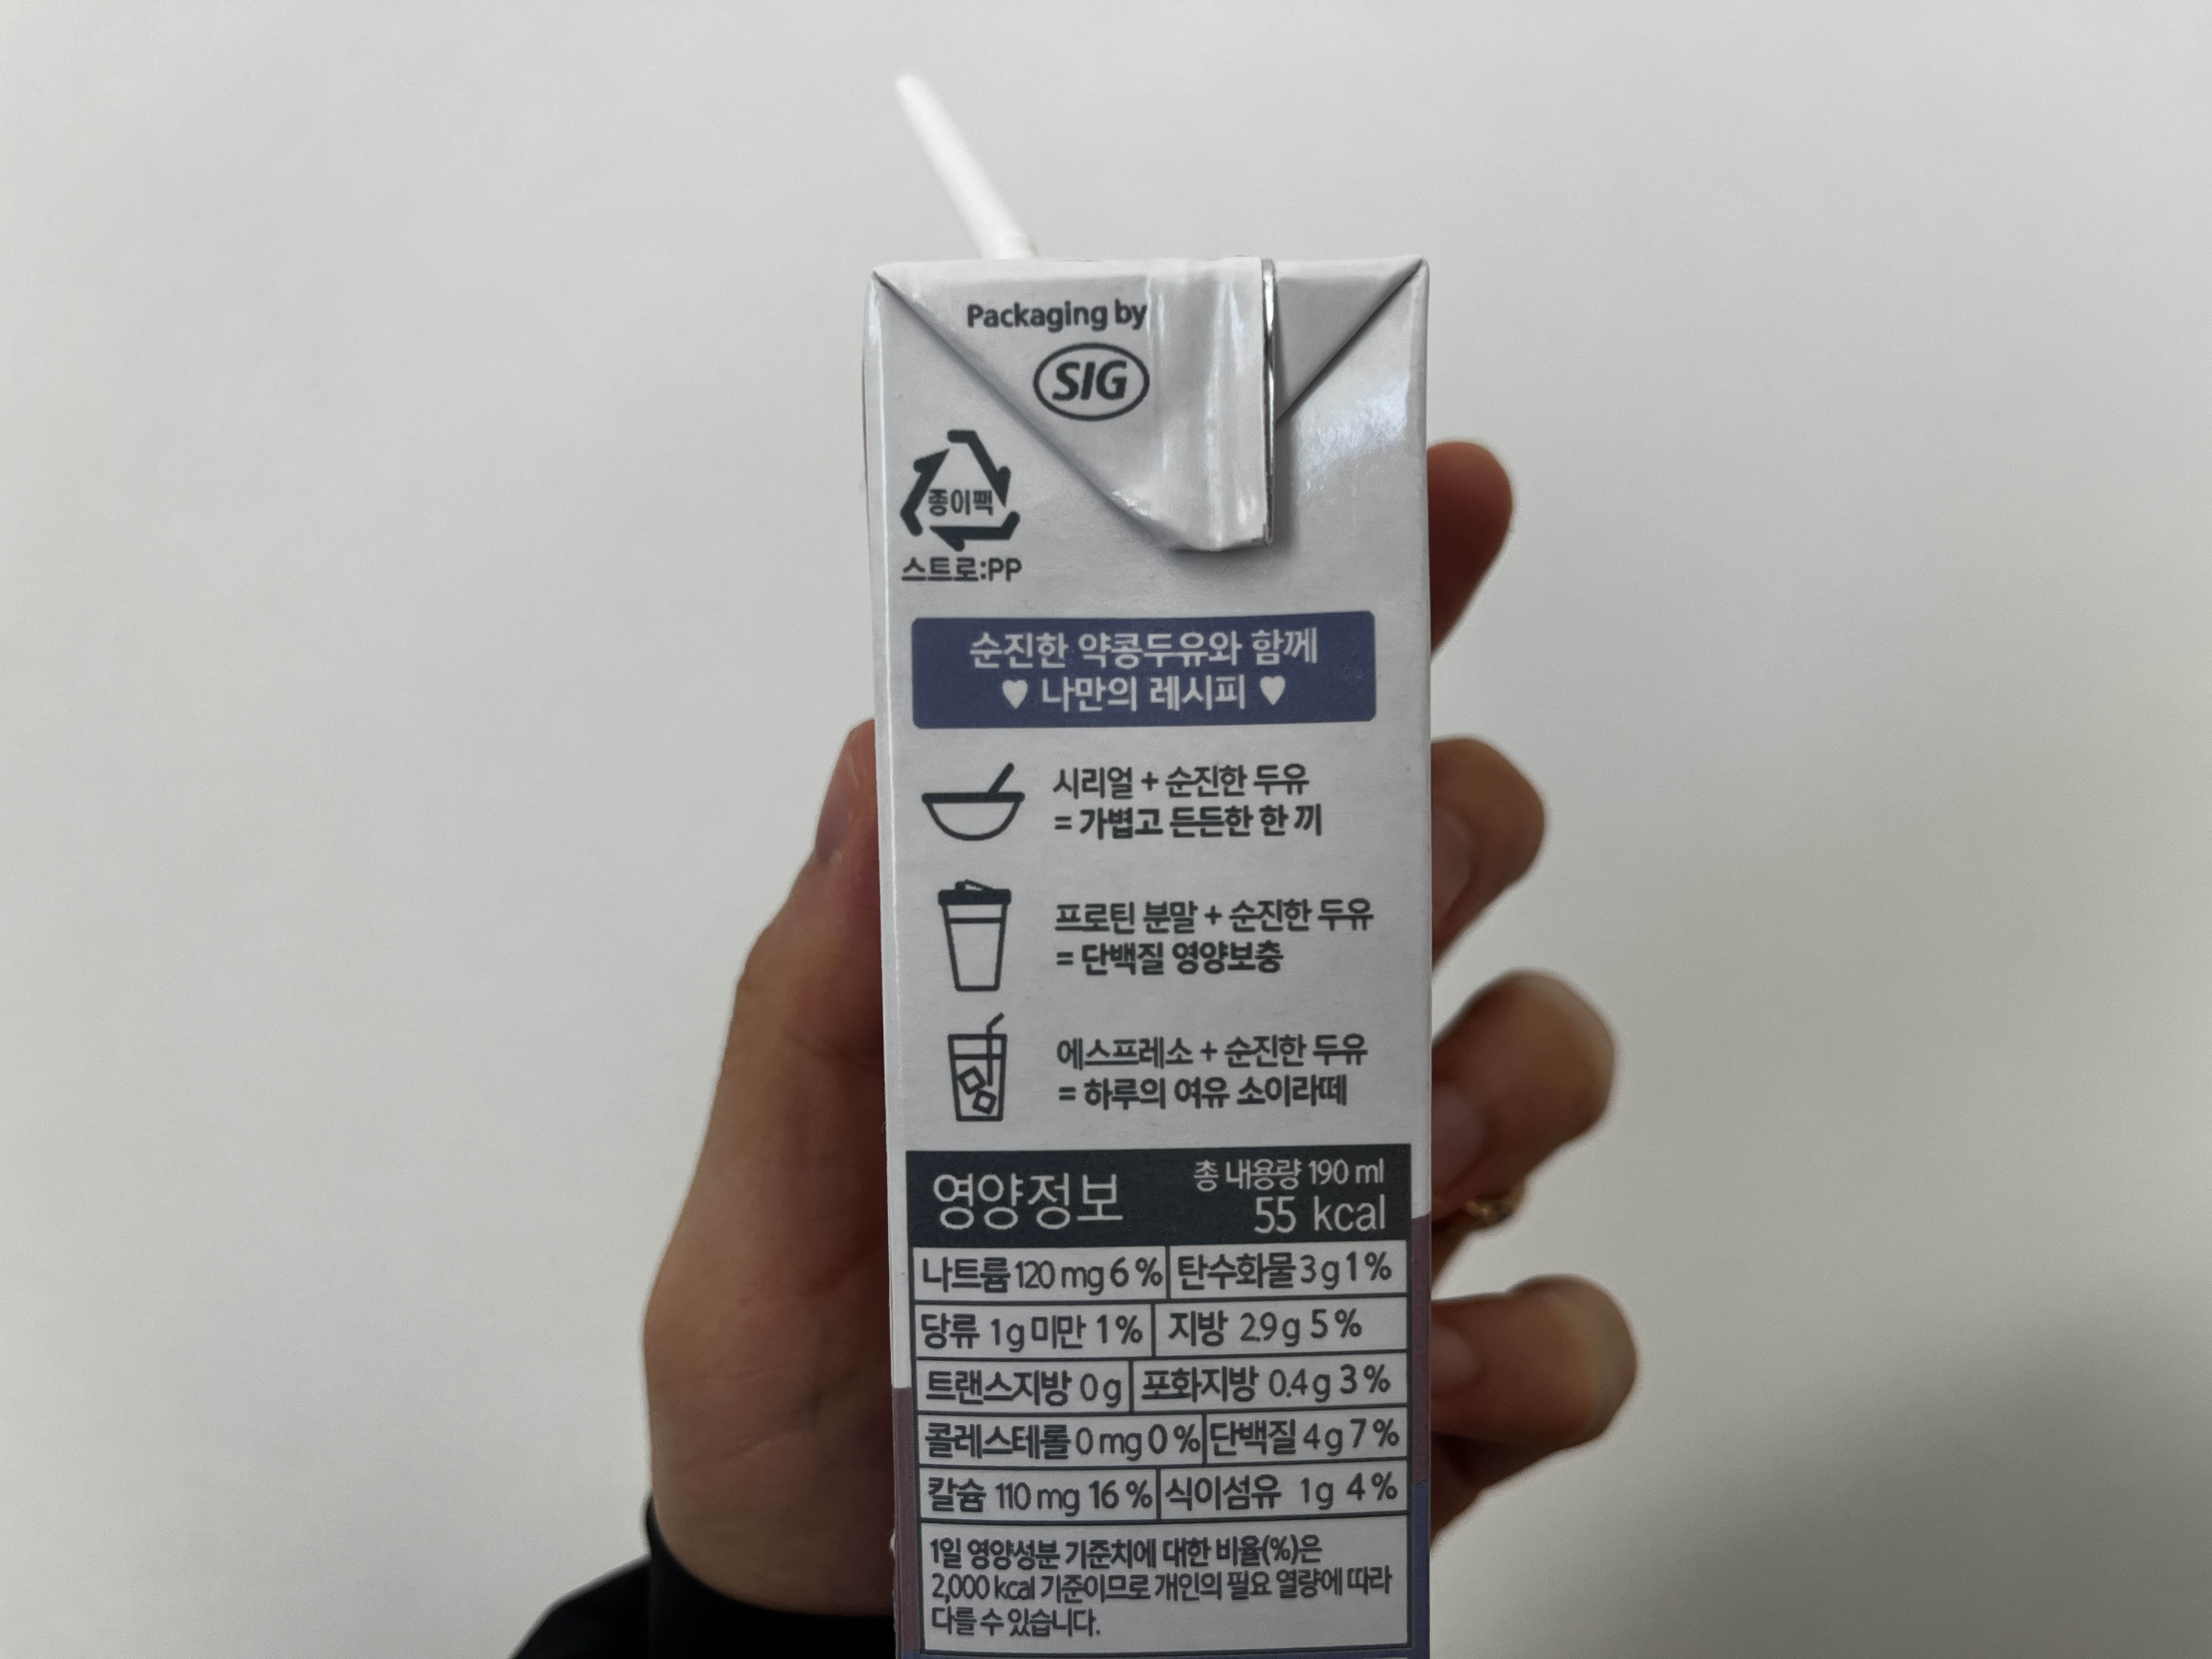 Packaging by
SIG
종이팩
스트로:PP
순진한 약콩두유와 함께
♥ 나만의 레시피 ♥
시리얼 + 순진한 두유
= 가볍고 든든한 한 끼
프로틴 분말 + 순진한 두유
= 단백질 영양보충
에스프레소 + 순진한 두유
= 하루의 여유 소이라떼
영양정보
총 내용량 190 ml
55 kcal
나트륨 120 mg 6 % 탄수화물 3 g 1 %
당류 1 g 미만 1 % 지방 2.9 g 5 %
트랜스지방 0 g 포화지방 0.4 g 3 %
콜레스테롤 0 mg 0 % 단백질 4 g 7 %
칼슘 110 mg 16 % 식이섬유 1 g 4 %
1일 영양성분 기준치에 대한 비율(%)은
2,000 kcal 기준이므로 개인의 필요 열량에 따라
다를 수 있습니다.